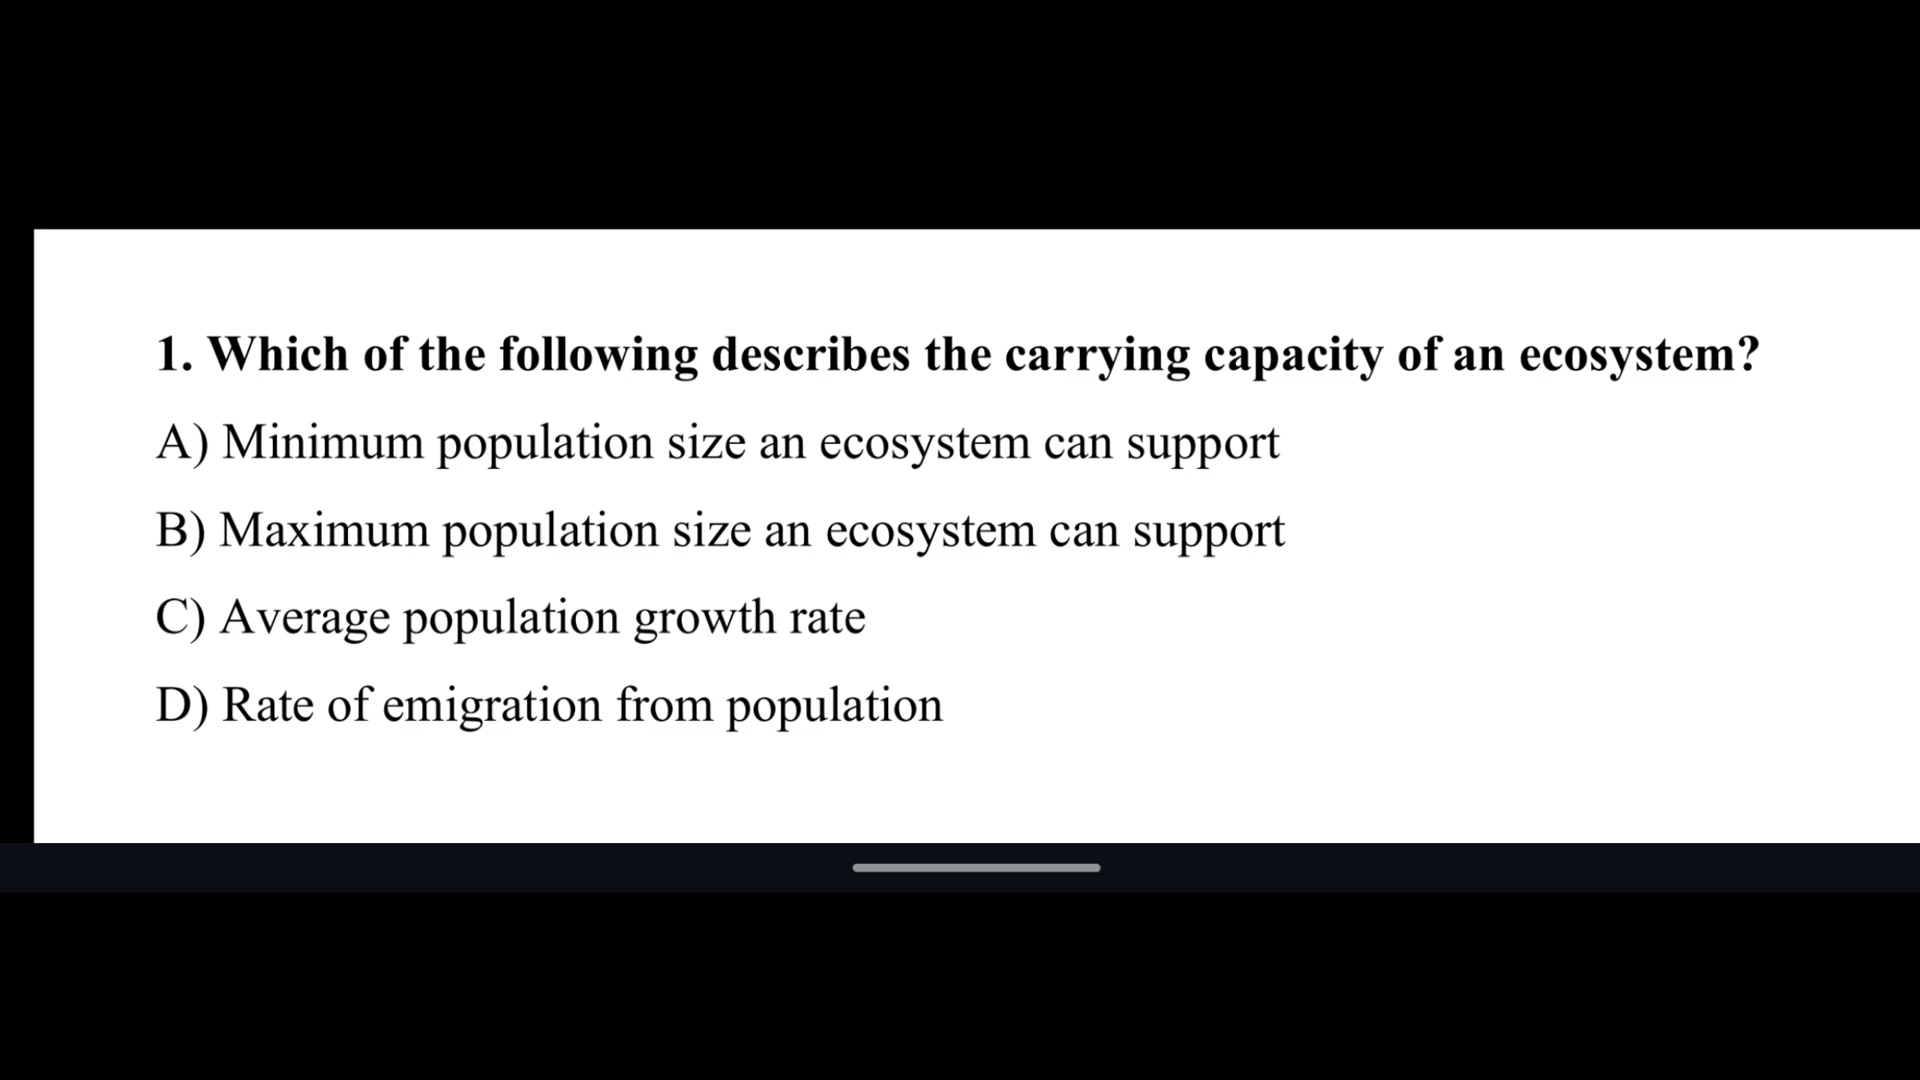 1. Which of the following describes the carrying capacity of an ecosystem?
A) Minimum population size an ecosystem can support
B) Maximum population size an ecosystem can support
C) Average population growth rate
D) Rate of emigration from population